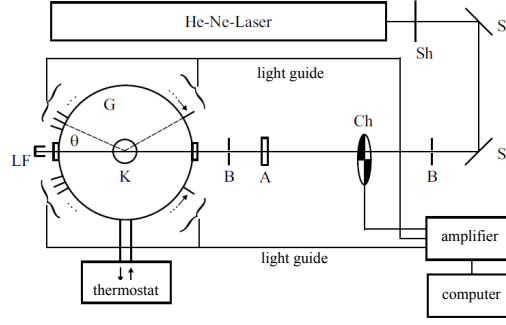 He-Ne-Laser
Sh
S
light guide
G
Ch
θ
LF
K
B
A
B
S
light guide
amplifier
thermostat
computer